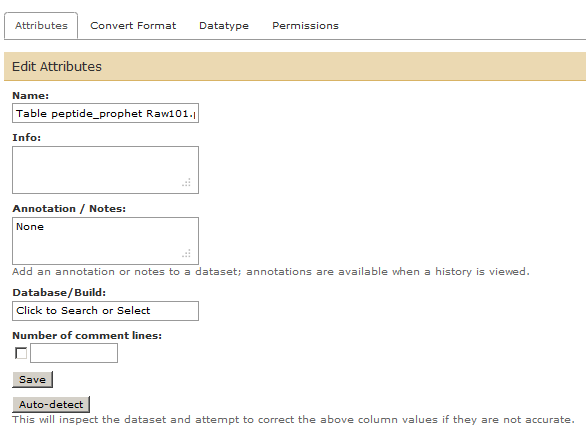 Attributes Convert Format Datatype Permissions
Edit Attributes
Name:
Table peptide_prophet Raw101.
Info:
Annotation / Notes:
None
Add an annotation or notes to a dataset; annotations are available when a history is viewed.
Database/Build:
Click to Search or Select
Number of comment lines:
Save
Auto-detect
This will inspect the dataset and attempt to correct the above column values if they are not accurate.